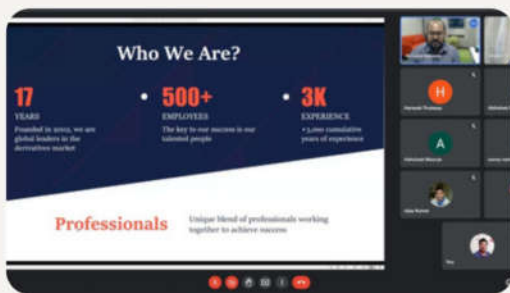 Who We Are?
17
YEARS
Founded in 2002, we are
global leaders in the
derivatives market
500+
EMPLOYEES
The key to our success is our
talented people
3K
EXPERIENCE
+3,000 cumulative
years of experience
Professionals
Unique blend of professionals working
together to achieve success
H
A
You